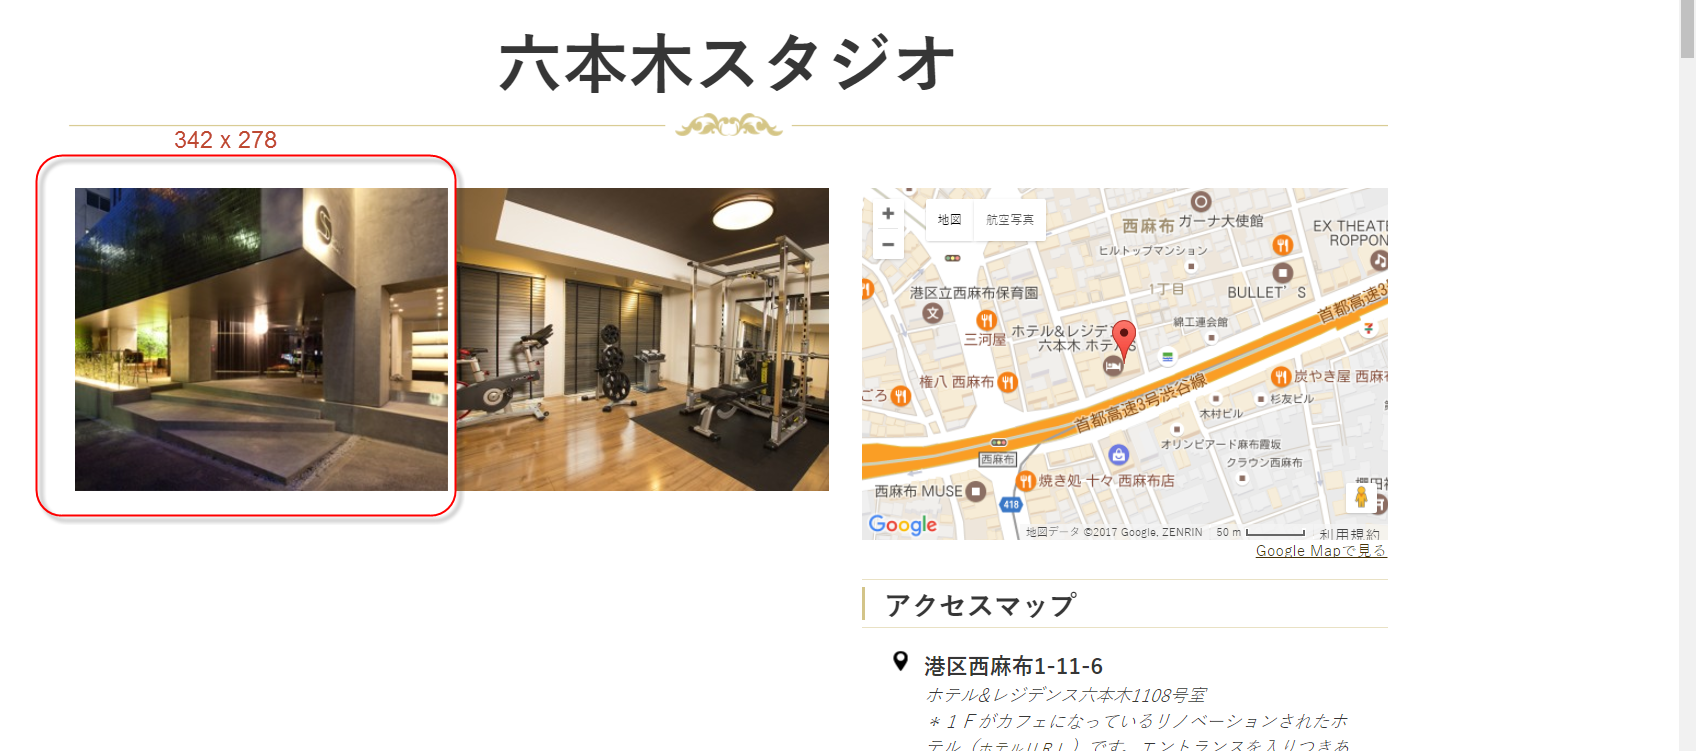 六本木スタジオ
342 x 278
S
地図
航空写真
西麻布
ガーナ大使館
EX THEATE
ROPPON
ヒルトップマンション
1丁目
BULLET'S
港区立西麻布保育園
文
三河屋
ホテル&レジデン
六本木 ホテルS
綿工連会館
首都高速3
権八 西麻布
ごろ
首都高速3号渋谷線
炭やき屋 西麻布
杉友ビル
木村ビル
オリンピアード麻布霞坂
クラウン西麻布
西麻布
焼き処 十々 西麻布店
西麻布 MUSE
418
櫻田神
Google
地図データ ©2017 Google, ZENRIN
50 m
利用規約
Google Mapで見る
アクセスマップ
港区西麻布1-11-6
ホテル&レジデンス六本木1108号室
＊１Ｆがカフェになっているリノベーションされたホ
テル（ホテルＵＲＬ）です。エントランスを入りつきあ